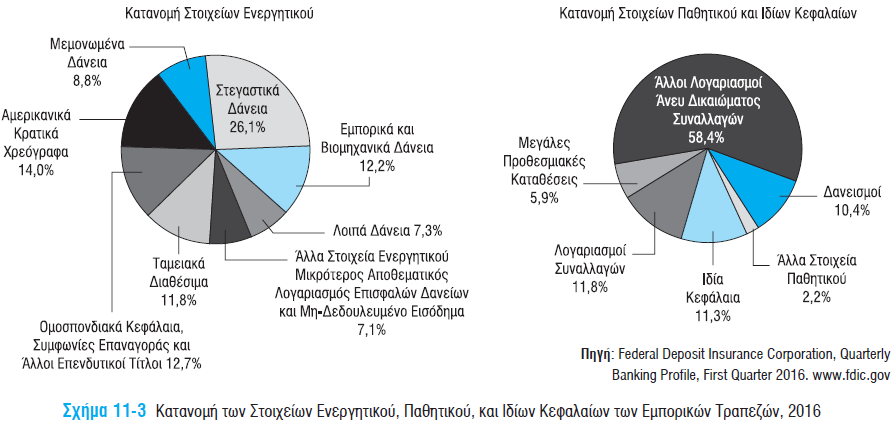 Κατανομή Στοιχείων Ενεργητικού
Μεμονωμένα
Δάνεια
8,8%
Στεγαστικά
Δάνεια
26,1%
Αμερικανικά
Κρατικά
Χρεόγραφα
14,0%
Εμπορικά και
Βιομηχανικά Δάνεια
12,2%
Λοιπά Δάνεια 7,3%
Άλλα Στοιχεία Ενεργητικού
Μικρότερος Αποθεματικός
Λογαριασμός Επισφαλών Δανείων
και Μη-Δεδουλευμένο Εισόδημα
7,1%
Ταμειακά
Διαθέσιμα
11,8%
Ομοσπονδιακά Κεφάλαια,
Συμφωνίες Επαναγοράς και
Άλλοι Επενδυτικοί Τίτλοι 12,7%
Κατανομή Στοιχείων Παθητικού και Ιδίων Κεφαλαίων
Άλλοι Λογαριασμοί
Άνευ Δικαιώματος
Συναλλαγών
58,4%
Μεγάλες
Προθεσμιακές
Καταθέσεις
5,9%
Δανεισμοί
10,4%
Λογαριασμοί
Συναλλαγών
11,8%
Ιδία
Κεφάλαια
11,3%
Άλλα Στοιχεία
Παθητικού
2,2%
Πηγή: Federal Deposit Insurance Corporation, Quarterly
Banking Profile, First Quarter 2016. www.fdic.gov
Σχήμα 11-3 Κατανομή των Στοιχείων Ενεργητικού, Παθητικού, και Ιδίων Κεφαλαίων των Εμπορικών Τραπεζών, 2016